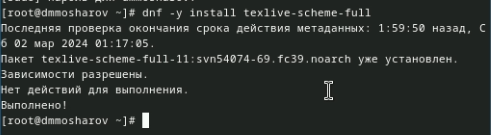 [root@dmmosharov ~]# dnf -y install texlive-scheme-full
Последняя проверка окончания срока действия метаданных: 1:59:50 назад, С
б 02 мар 2024 01:17:05.
Пакет texlive-scheme-full-11:svn54074-69.fc39.noarch уже установлен.
Зависимости разрешены.
Нет действий для выполнения.
Выполнено!
[root@dmmosharov ~]#